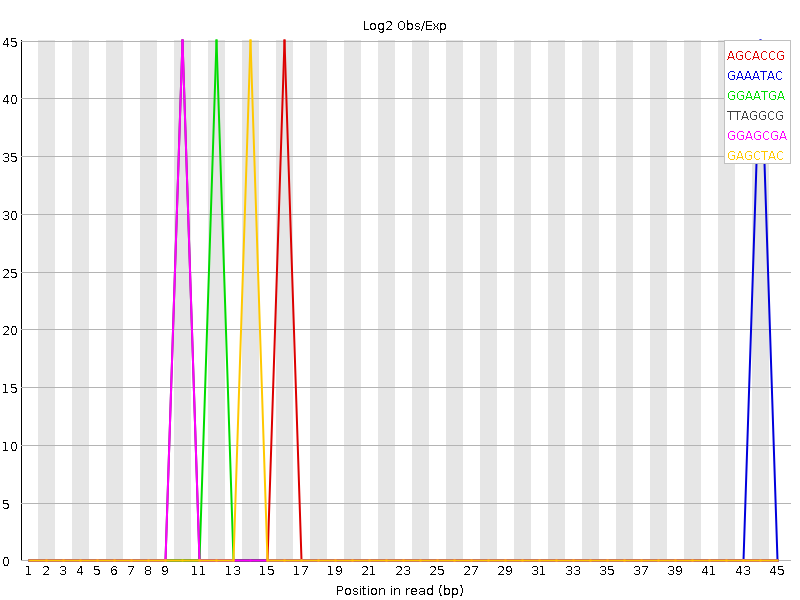 Log2 Obs/Exp
45
40
35
30
25
20
15
10
5
0
AGCACCG
GAAATAC
GGAATGA
TTAGGCG
GGAGCGA
GAGCTAC
1 2 3 4 5 6 7 8 9 11 13 15 17 19 21 23 25 27 29 31 33 35 37 39 41 43 45
Position in read (bp)